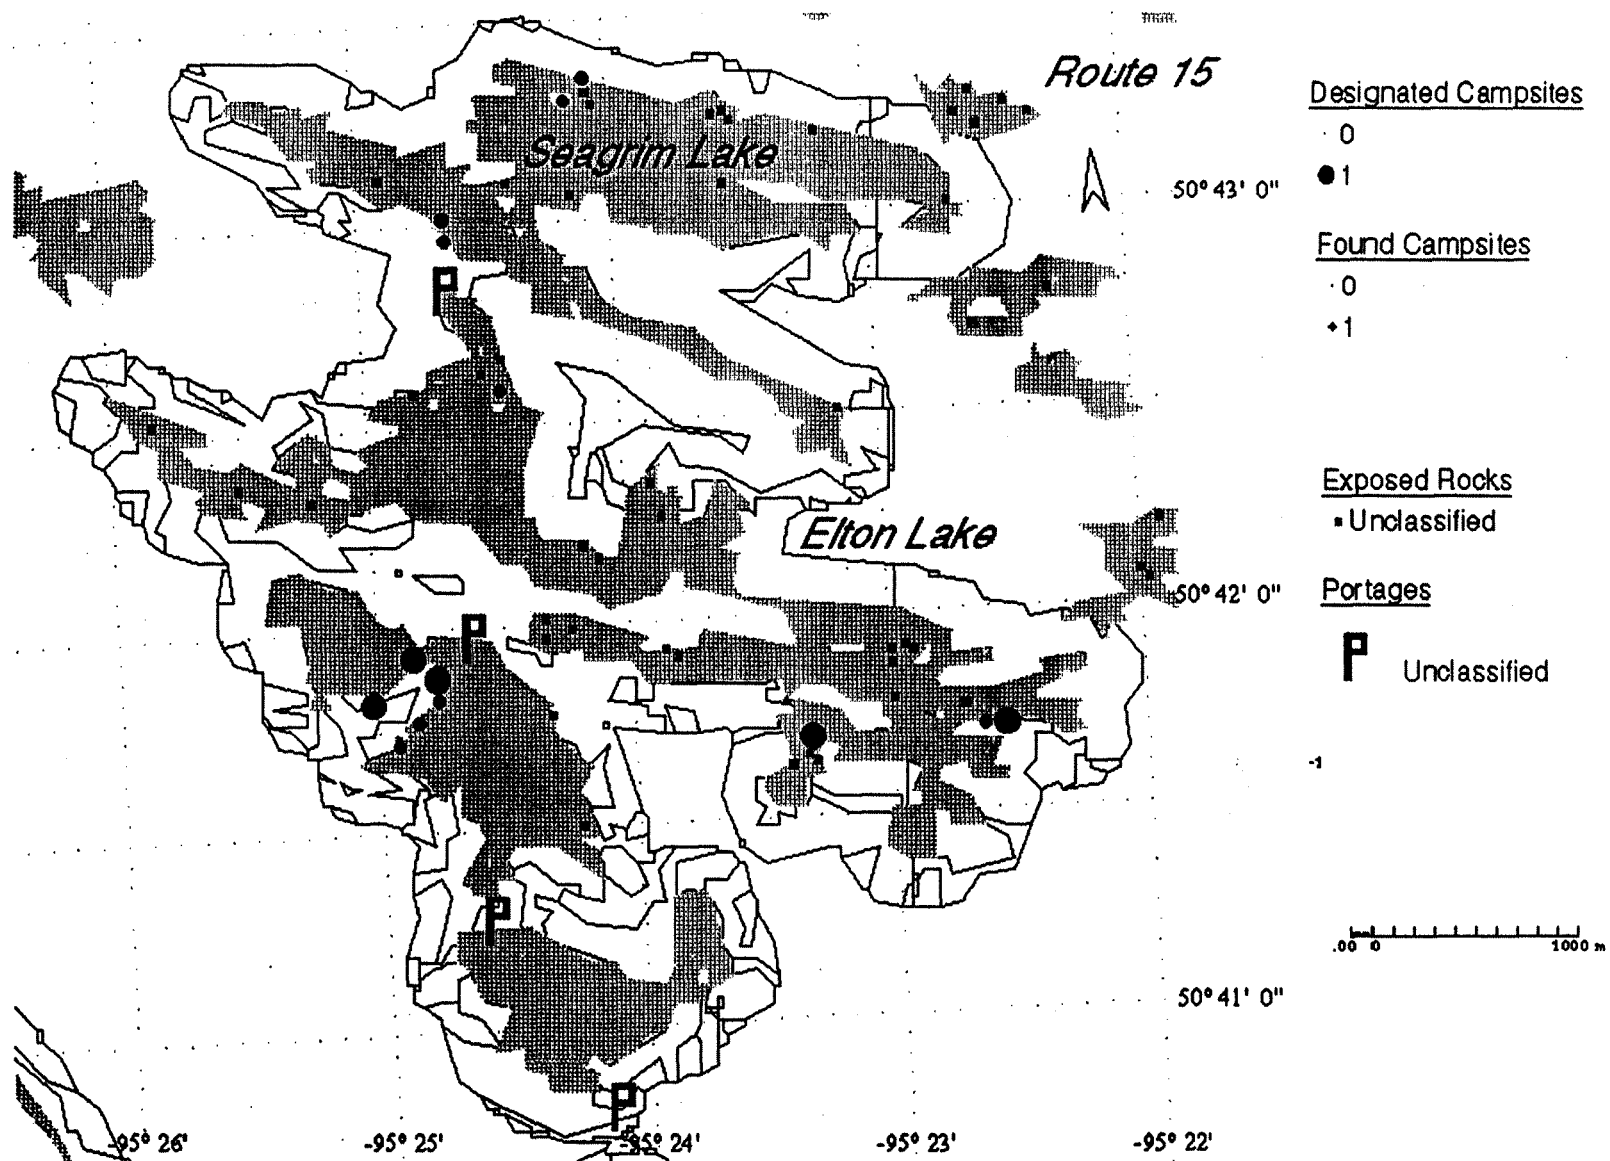 Route 15
Seagrim Lake
Elton Lake
50° 43' 0"
50° 42' 0"
50° 41' 0"
-95° 26'
-95° 25'
-95° 24'
-95° 23'
-95° 22'
Designated Campsites
0
1
Found Campsites
0
1
Exposed Rocks
Unclassified
Portages
P Unclassified
-1
.00 0 1000 m